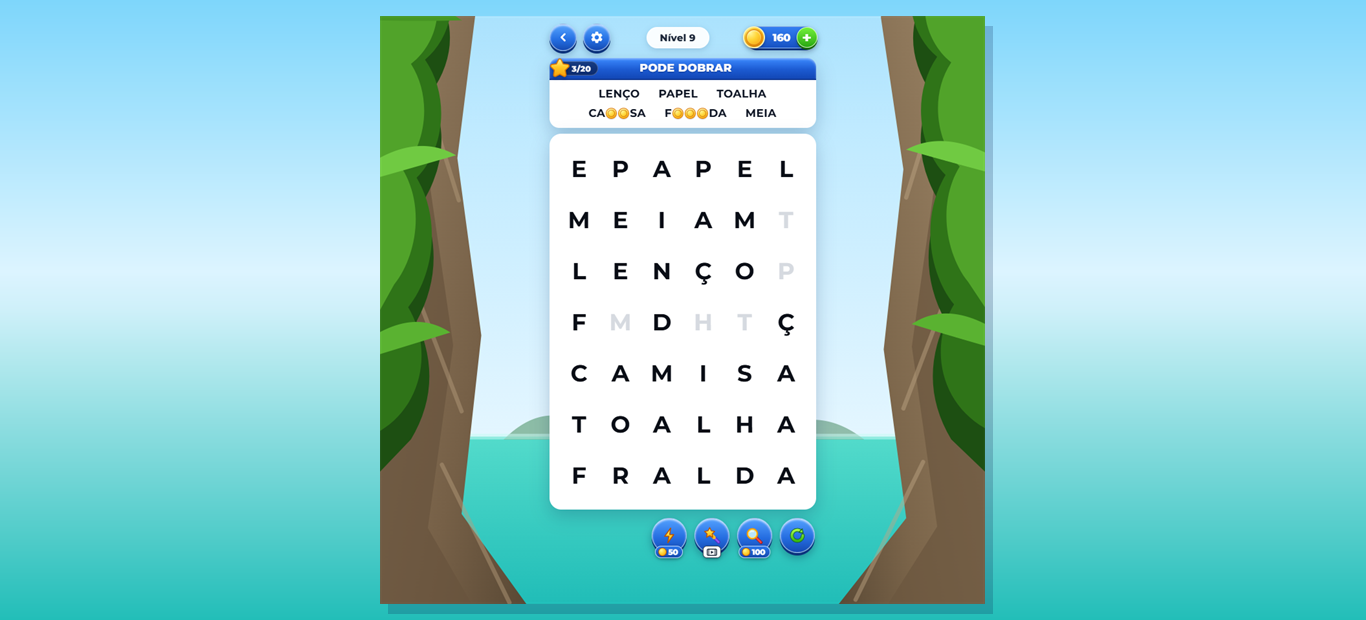 Nível 9
160 +
3/20
PODE DOBRAR
LENÇO PAPEL TOALHA
CA SA F DA MEIA
E P A P E L
M E I A M T
L E N Ç O P
F M D H T Ç
C A M I S A
T O A L H A
F R A L D A
50 100